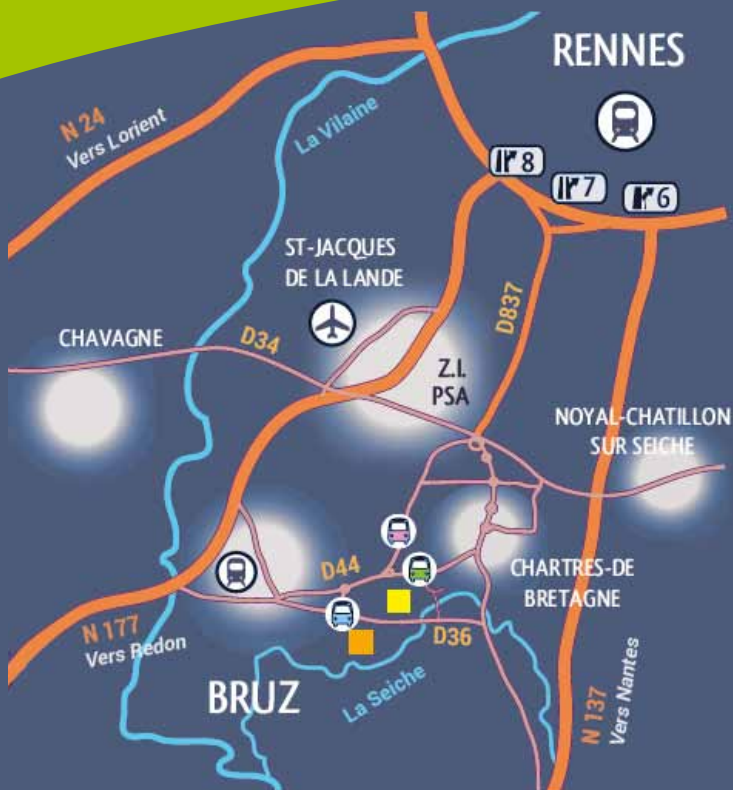 RENNES
N 24
Vers Lorient
La Vilaine
8
7
6
ST-JACQUES
DE LA LANDE
D837
CHAVAGNE
D34
Z.I.
PSA
NOYAL-CHATILLON
SUR SEICHE
D44
CHARTRES-DE
BRETAGNE
N 177
Vers Redon
D36
BRUZ
La Seiche
N 137
Vers Nantes